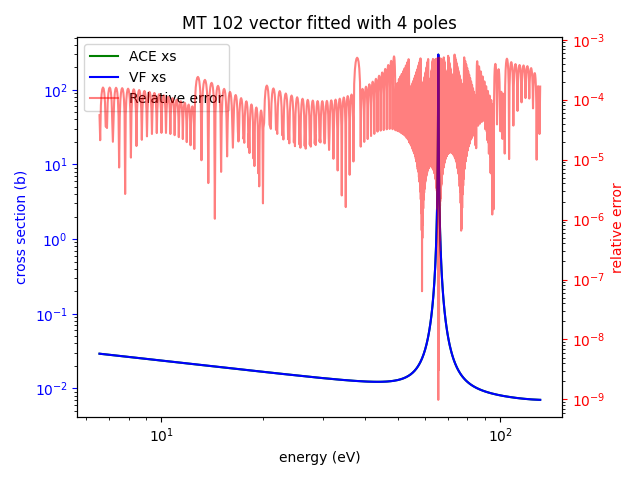 MT 102 vector fitted with 4 poles
ACE xs
VF xs
Relative error
cross section (b)
10²
10¹
10⁰
10⁻¹
10⁻²
10⁻³
10⁻⁴
10⁻⁵
10⁻⁶
10⁻⁷
10⁻⁸
10⁻⁹
relative error
10¹
10²
energy (eV)